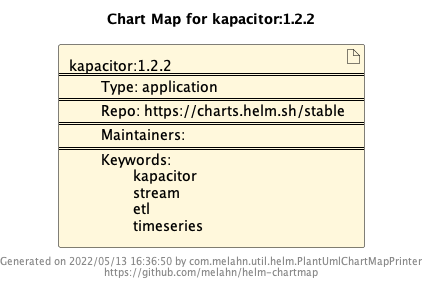 Chart Map for kapacitor:1.2.2
kapacitor:1.2.2
Type: application
Repo: https://charts.helm.sh/stable
Maintainers:
Keywords:
kapacitor
stream
etl
timeseries
Generated on 2022/05/13 16:36:50 by com.melahn.util.helm.PlantUmlChartMapPrinter
https://github.com/melahn/helm-chartmap